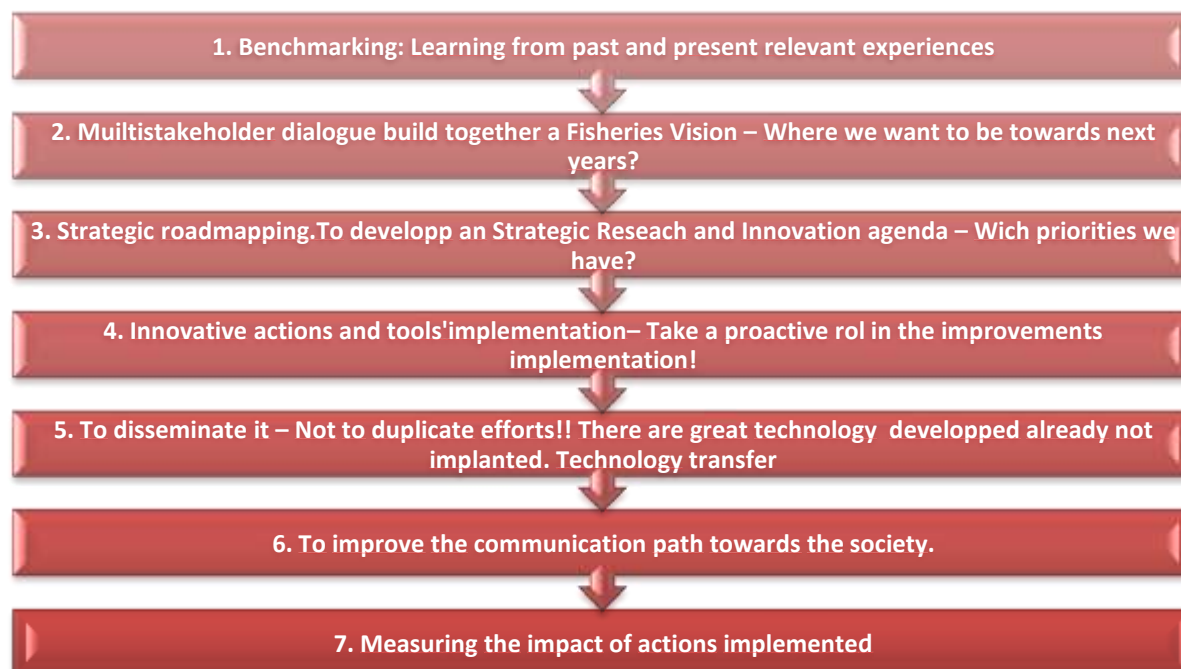 1. Benchmarking: Learning from past and present relevant experiences
2. Muiltistakeholder dialogue build together a Fisheries Vision – Where we want to be towards next
years?
3. Strategic roadmapping.To developp an Strategic Reseach and Innovation agenda – Wich priorities we
have?
4. Innovative actions and tools'implementation– Take a proactive rol in the improvements
implementation!
5. To disseminate it – Not to duplicate efforts!! There are great technology  developped already not
implanted. Technology transfer
6. To improve the communication path towards the society.
7. Measuring the impact of actions implemented